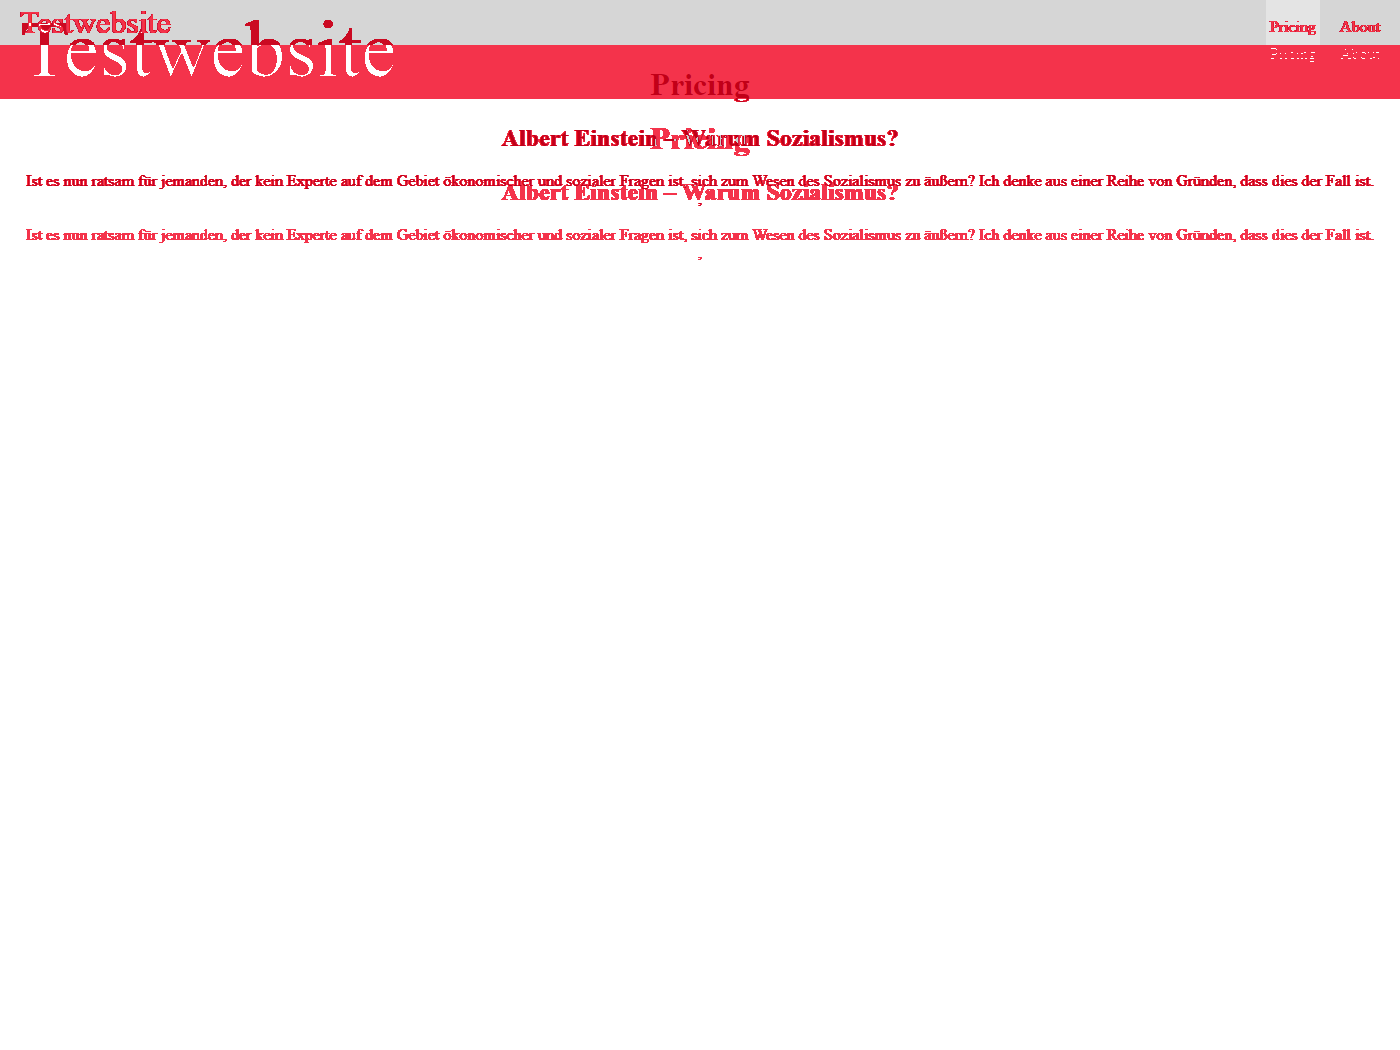 Testwebsite
Testwebsite
Pricing About
Pricing About
Pricing
Albert Einstein – Warum Sozialismus?
Pricing
Ist es nun ratsam für jemanden, der kein Experte auf dem Gebiet ökonomischer und sozialer Fragen ist, sich zum Wesen des Sozialismus zu äußern? Ich denke aus einer Reihe von Gründen, dass dies der Fall ist.
Albert Einstein – Warum Sozialismus?
Ist es nun ratsam für jemanden, der kein Experte auf dem Gebiet ökonomischer und sozialer Fragen ist, sich zum Wesen des Sozialismus zu äußern? Ich denke aus einer Reihe von Gründen, dass dies der Fall ist.